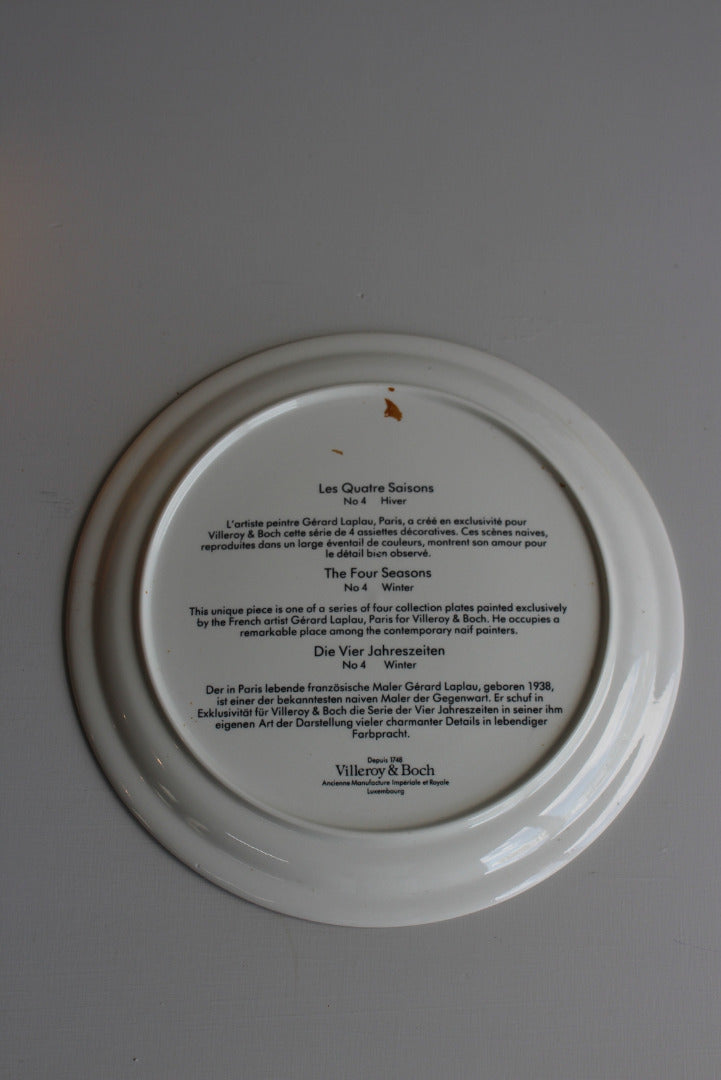 Les Quatre Saisons
No 4 Hiver
L'artiste peintre Gérard Laplau, Paris, a créé en exclusivité pour
Villeroy & Boch cette série de 4 assiettes décoratives. Ces scènes naives,
reproduites dans un large éventail de couleurs, montrent son amour pour
le détail bien observé.
The Four Seasons
No 4 Winter
This unique piece is one of a series of four collection plates painted exclusively
by the French artist Gérard Laplau, Paris for Villeroy & Boch. He occupies a
remarkable place among the contemporary naif painters.
Die Vier Jahreszeiten
No 4 Winter
Der in Paris lebende französische Maler Gérard Laplau, geboren 1938,
ist einer der bekanntesten naiven Maler der Gegenwart. Er schuf in
Exklusivität für Villeroy & Boch die Serie der Vier Jahreszeiten in seiner ihm
eigenen Art der Darstellung vieler charmanter Details in lebendiger
Farbpracht.
Depuis 1748
Villeroy & Boch
Ancienne Manufacture Impériale et Royale
Luxembourg